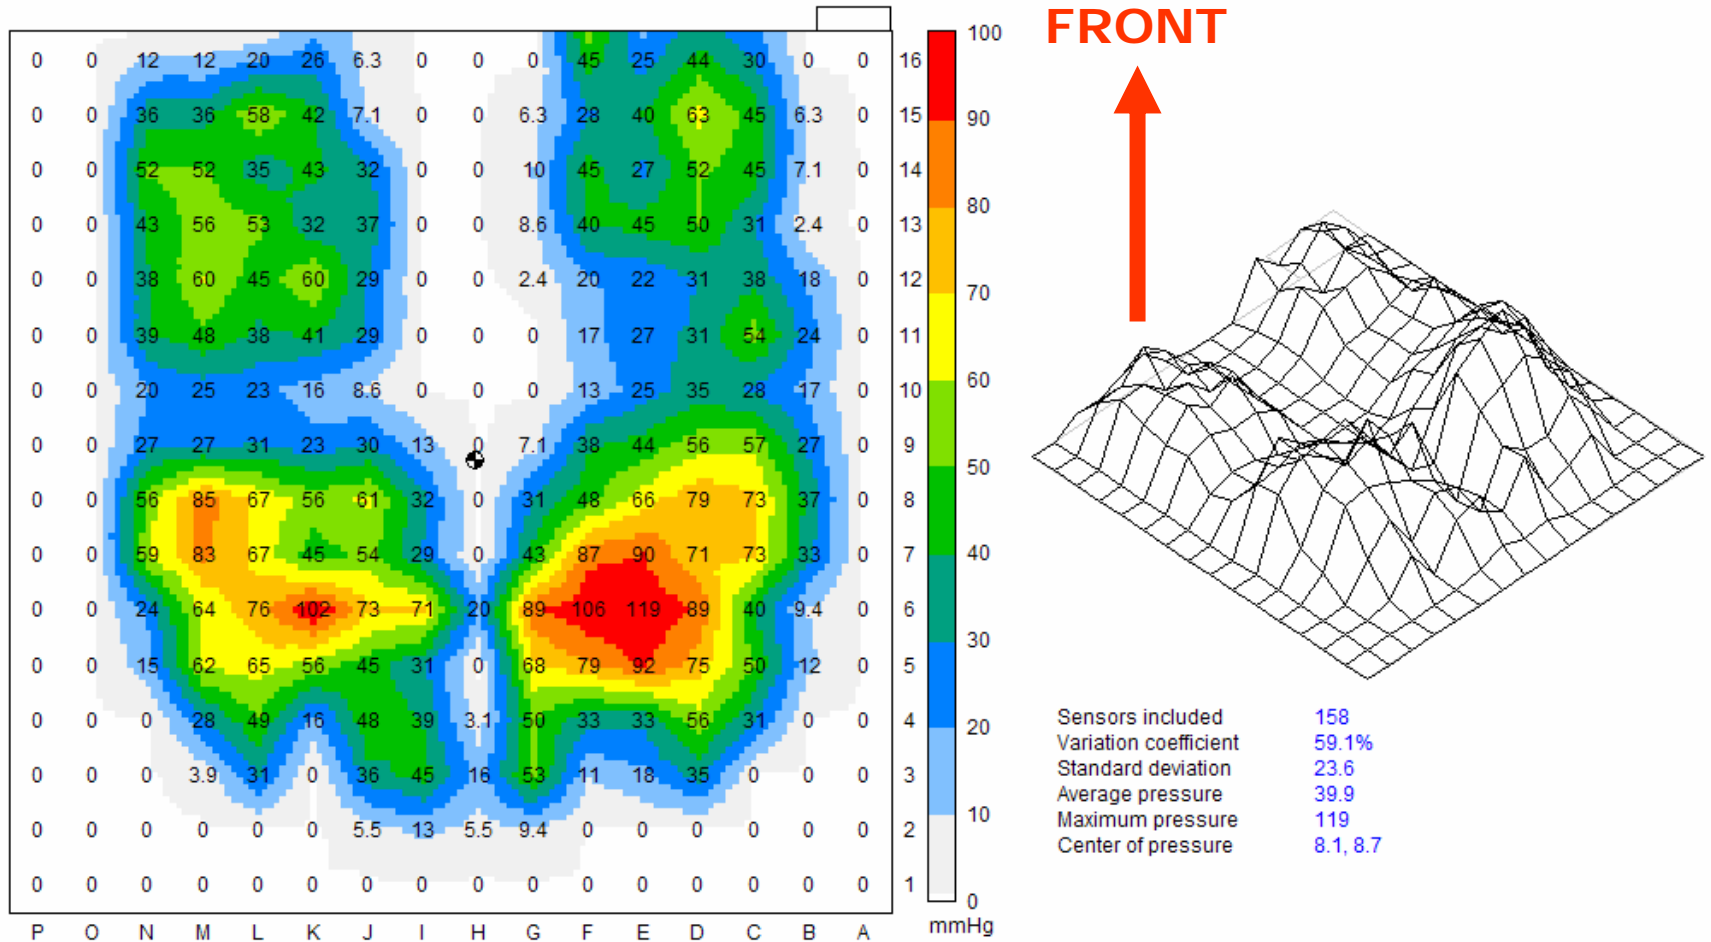 FRONT
0 0 12 12 20 26 6.3 0 0 0 45 25 44 30 0 0 16
0 0 36 36 58 42 7.1 0 0 6.3 28 40 63 45 6.3 0 15
0 0 52 52 35 43 32 0 0 10 45 27 52 45 7.1 0 14
0 0 43 56 53 32 37 0 0 8.6 40 45 50 31 2.4 0 13
0 0 38 60 45 60 29 0 0 2.4 20 22 31 38 18 0 12
0 0 39 48 38 41 29 0 0 0 17 27 31 54 24 0 11
0 0 20 25 23 16 8.6 0 0 0 13 25 35 28 17 0 10
0 0 27 27 31 23 30 13 0 7.1 38 44 56 57 27 0 9
0 0 56 85 67 56 61 32 0 31 48 66 79 73 37 0 8
0 0 59 83 67 45 54 29 0 43 87 90 71 73 33 0 7
0 0 24 64 76 102 73 71 20 89 106 119 89 40 9.4 0 6
0 0 15 62 65 56 45 31 0 68 79 92 75 50 12 0 5
0 0 0 28 49 16 48 39 3.1 50 33 33 56 31 0 0 4
0 0 0 3.9 31 0 36 45 16 53 11 18 35 0 0 0 3
0 0 0 0 0 0 5.5 13 5.5 9.4 0 0 0 0 0 0 2
0 0 0 0 0 0 0 0 0 0 0 0 0 0 0 0 1
P O N M L K J I H G F E D C B A
100
90
80
70
60
50
40
30
20
10
0
mmHg
Sensors included 158
Variation coefficient 59.1%
Standard deviation 23.6
Average pressure 39.9
Maximum pressure 119
Center of pressure 8.1, 8.7